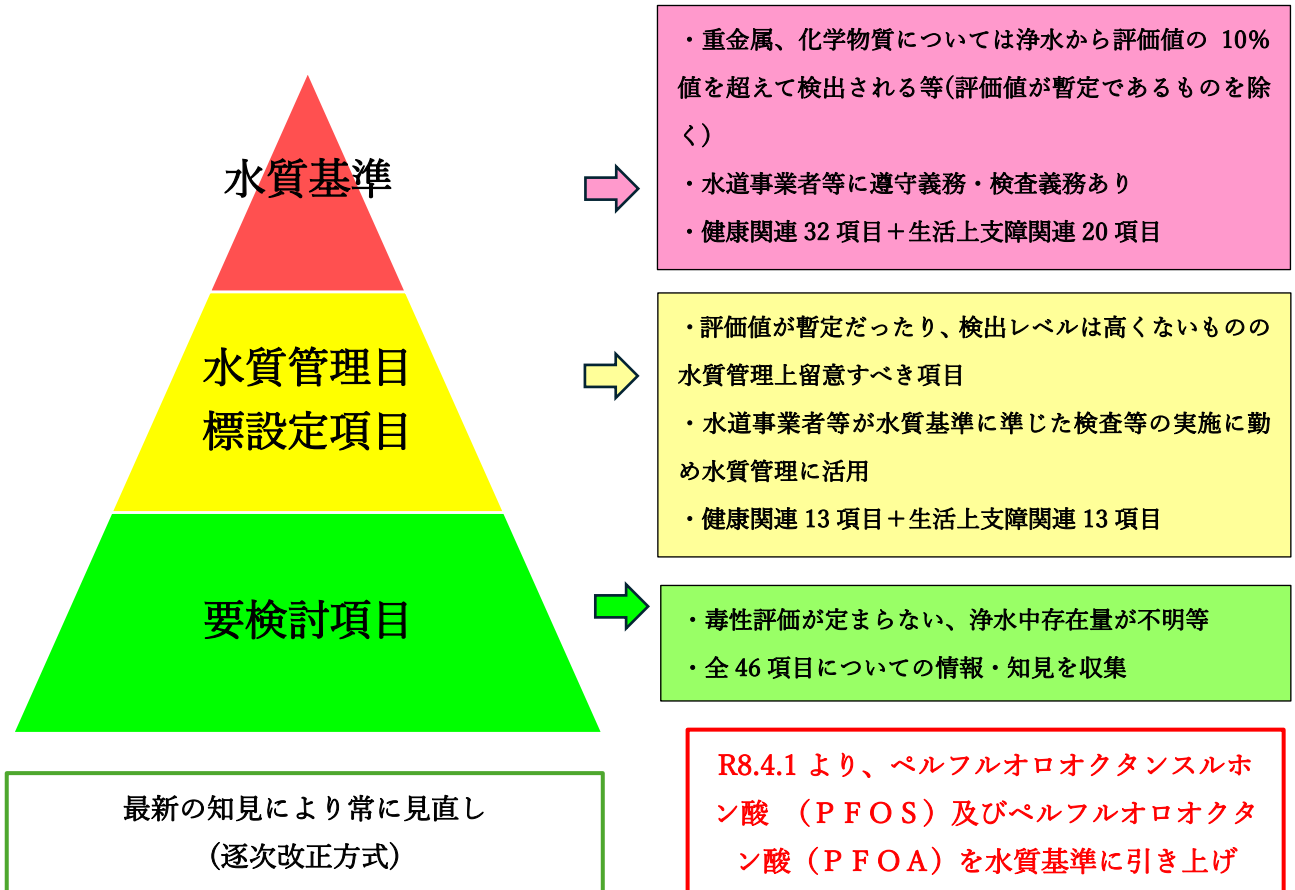 水質基準
・重金属、化学物質については浄水から評価値の 10%
値を超えて検出される等(評価値が暫定であるものを除
く)
・水道事業者等に遵守義務・検査義務あり
・健康関連 32 項目＋生活上支障関連 20 項目
水質管理目
標設定項目
・評価値が暫定だったり、検出レベルは高くないものの
水質管理上留意すべき項目
・水道事業者等が水質基準に準じた検査等の実施に勤
め水質管理に活用
・健康関連 13 項目＋生活上支障関連 13 項目
要検討項目
・毒性評価が定まらない、浄水中存在量が不明等
・全 46 項目についての情報・知見を収集
最新の知見により常に見直し
(逐次改正方式)
R8.4.1 より、ペルフルオロオクタンスルホ
ン酸 （ＰＦＯＳ）及びペルフルオロオクタ
ン酸（ＰＦＯＡ）を水質基準に引き上げ